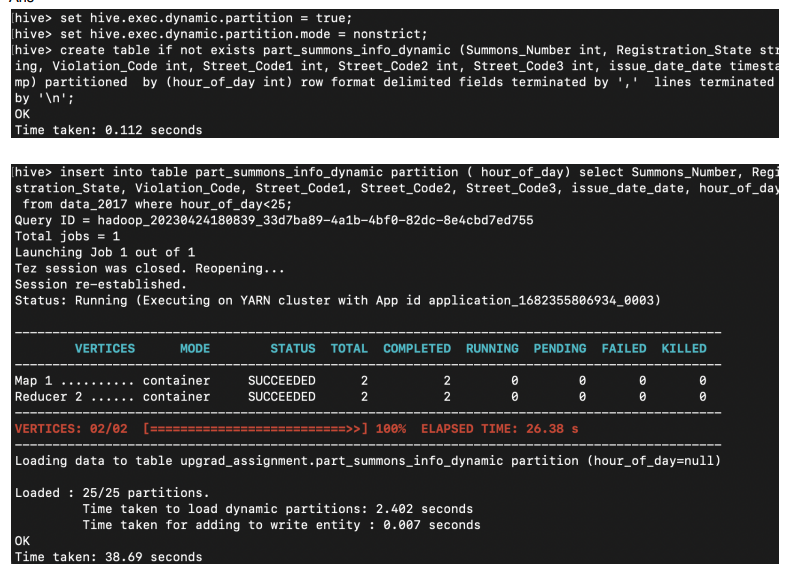 [hive> set hive.exec.dynamic.partition = true;
[hive> set hive.exec.dynamic.partition.mode = nonstrict;
[hive> create table if not exists part_summons_info_dynamic (Summons_Number int, Registration_State str
ing, Violation_Code int, Street_Code1 int, Street_Code2 int, Street_Code3 int, issue_date_date timesta
mp) partitioned  by (hour_of_day int) row format delimited fields terminated by ','  lines terminated
by '\n';
OK
Time taken: 0.112 seconds
[hive> insert into table part_summons_info_dynamic partition ( hour_of_day) select Summons_Number, Regi
stration_State, Violation_Code, Street_Code1, Street_Code2, Street_Code3, issue_date_date, hour_of_day
 from data_2017 where hour_of_day<25;
Query ID = hadoop_20230424180839_33d7ba89-4a1b-4bf0-82dc-8e4cbd7ed755
Total jobs = 1
Launching Job 1 out of 1
Tez session was closed. Reopening...
Session re-established.
Status: Running (Executing on YARN cluster with App id application_1682355806934_0003)
----------------------------------------------------------------------------------------------
        VERTICES      MODE        STATUS  TOTAL  COMPLETED  RUNNING  PENDING  FAILED  KILLED
----------------------------------------------------------------------------------------------
Map 1 .......... container     SUCCEEDED      2          2        0        0       0       0
Reducer 2 ...... container     SUCCEEDED      2          2        0        0       0       0
----------------------------------------------------------------------------------------------
VERTICES: 02/02  [==========================>>] 100%  ELAPSED TIME: 26.38 s
----------------------------------------------------------------------------------------------
Loading data to table upgrad_assignment.part_summons_info_dynamic partition (hour_of_day=null)
Loaded : 25/25 partitions.
         Time taken to load dynamic partitions: 2.402 seconds
         Time taken for adding to write entity : 0.007 seconds
OK
Time taken: 38.69 seconds